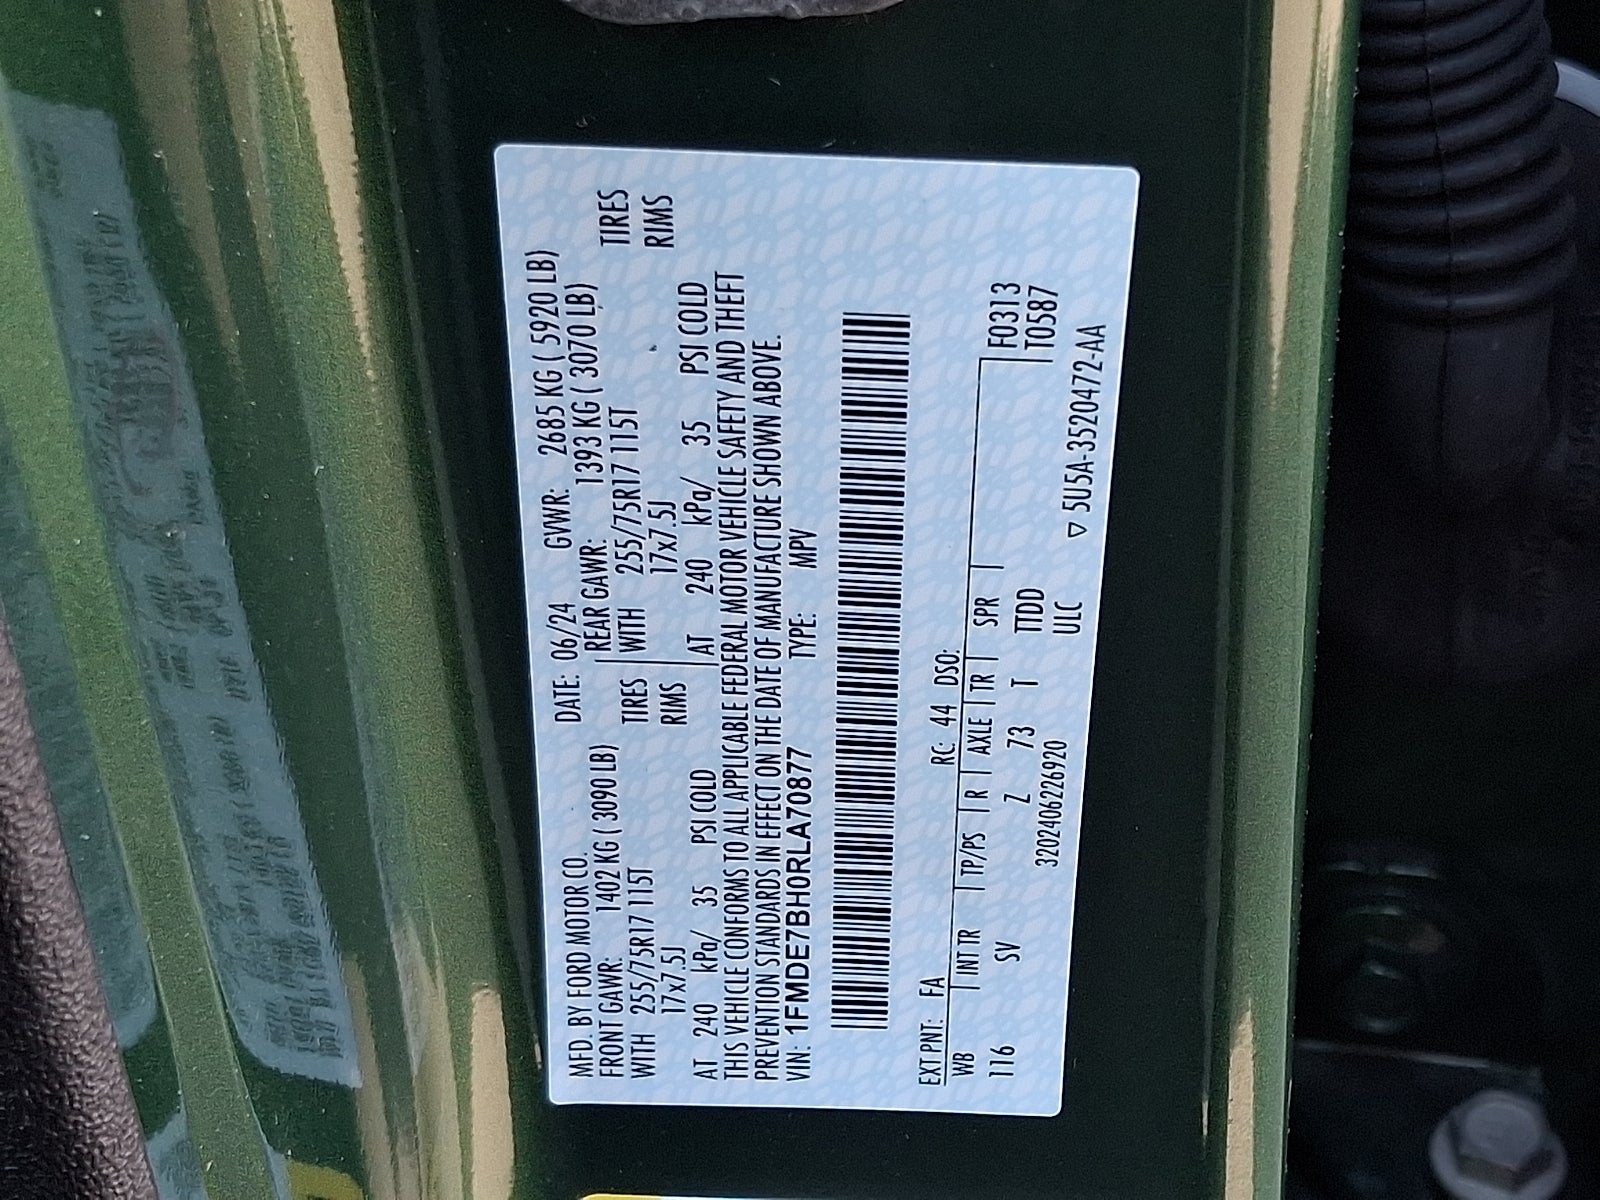 MFD. BY FORD MOTOR CO. DATE: 06/24 GVWR: 2685 KG ( 5920 LB)
FRONT GAWR: 1402 KG ( 3090 LB) REAR GAWR: 1393 KG ( 3070 LB)
WITH 255/75R17 115T TIRES WITH 255/75R17 115T TIRES
17x7.5J RIMS 17x7.5J RIMS
AT 240 kPa/ 35 PSI COLD AT 240 kPa/ 35 PSI COLD
THIS VEHICLE CONFORMS TO ALL APPLICABLE FEDERAL MOTOR VEHICLE SAFETY AND THEFT
PREVENTION STANDARDS IN EFFECT ON THE DATE OF MANUFACTURE SHOWN ABOVE.
VIN: 1FMDE7BH0RLA70877 TYPE: MPV
EXT PNT: FA RC: 44 DSO:
WB INT TR TP/PS R AXLE TR SPR F0313
116 SV Z 73 T TTDD T0587
320240622692​0 ULC ▽ 5U5A-3520472-AA